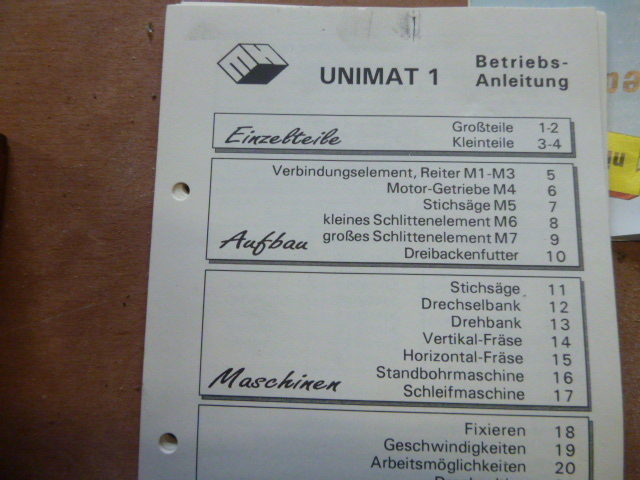 UNIMAT 1
Betriebs-
Anleitung
Einzelteile
Großteile 1-2
Kleinteile 3-4
Verbindungselement, Reiter M1-M3 5
Motor-Getriebe M4 6
Stichsäge M5 7
kleines Schlittenelement M6 8
großes Schlittenelement M7 9
Aufbau
Dreibackenfutter 10
Stichsäge 11
Drechselbank 12
Drehbank 13
Vertikal-Fräse 14
Horizontal-Fräse 15
Standbohrmaschine 16
Maschinen
Schleifmaschine 17
Fixieren 18
Geschwindigkeiten 19
Arbeitsmöglichkeiten 20